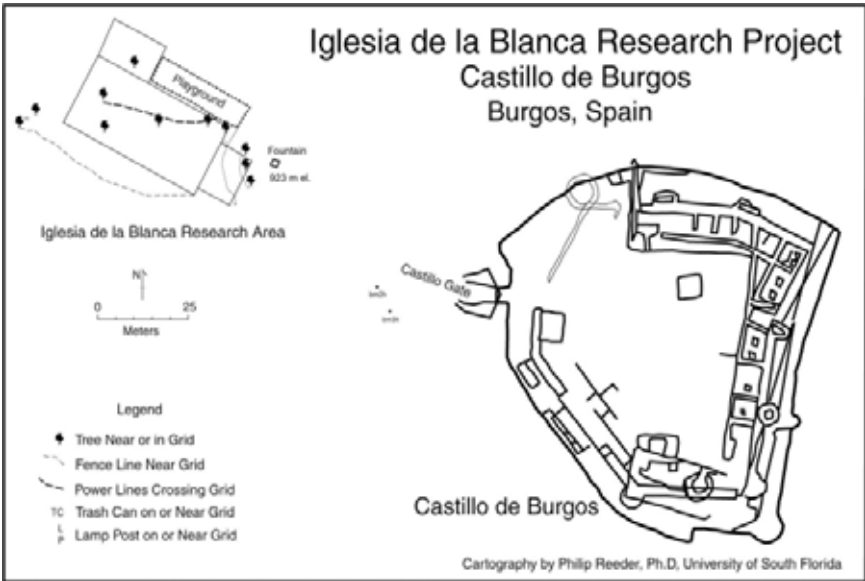 Iglesia de la Blanca Research Project
Castillo de Burgos
Burgos, Spain
Playground
Fountain
923 m el.
Iglesia de la Blanca Research Area
N
0 25
Meters
Castillo Gate
Legend
Tree Near or in Grid
Fence Line Near Grid
Power Lines Crossing Grid
TC Trash Can on or Near Grid
L
P Lamp Post on or Near Grid
Castillo de Burgos
Cartography by Philip Reeder, Ph.D, University of South Florida